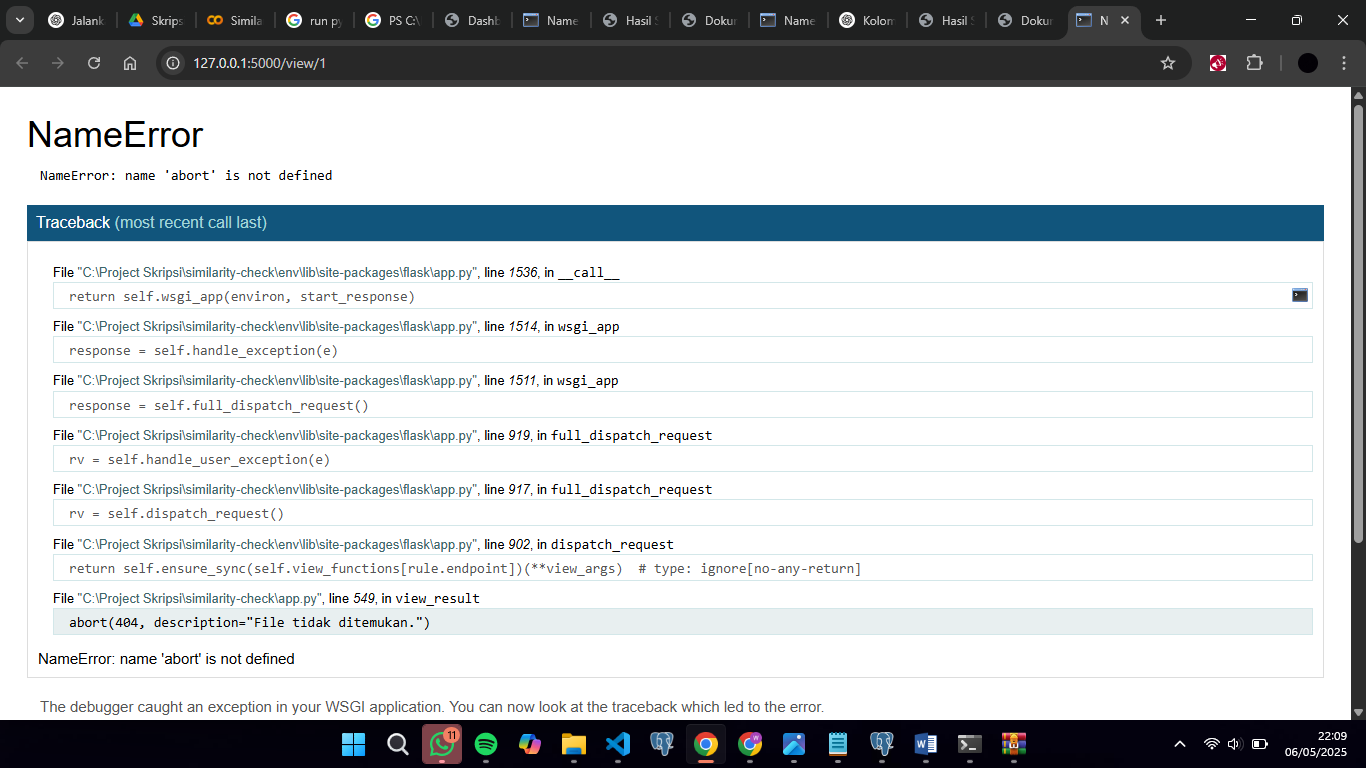 Jalank
Skrips
Simila
run py
PS C:\
Dashb
Name
Hasil S
Dokur
Name
Kolom
Hasil S
Dokur
N
127.0.0.1:5000/view/1
NameError
NameError: name 'abort' is not defined
Traceback (most recent call last)
File "C:\Project Skripsi\similarity-check\env\lib\site-packages\flask\app.py", line 1536, in __call__
return self.wsgi_app(environ, start_response)
File "C:\Project Skripsi\similarity-check\env\lib\site-packages\flask\app.py", line 1514, in wsgi_app
response = self.handle_exception(e)
File "C:\Project Skripsi\similarity-check\env\lib\site-packages\flask\app.py", line 1511, in wsgi_app
response = self.full_dispatch_request()
File "C:\Project Skripsi\similarity-check\env\lib\site-packages\flask\app.py", line 919, in full_dispatch_request
rv = self.handle_user_exception(e)
File "C:\Project Skripsi\similarity-check\env\lib\site-packages\flask\app.py", line 917, in full_dispatch_request
rv = self.dispatch_request()
File "C:\Project Skripsi\similarity-check\env\lib\site-packages\flask\app.py", line 902, in dispatch_request
return self.ensure_sync(self.view_functions[rule.endpoint])(**view_args)  # type: ignore[no-any-return]
File "C:\Project Skripsi\similarity-check\app.py", line 549, in view_result
abort(404, description="File tidak ditemukan.")
NameError: name 'abort' is not defined
The debugger caught an exception in your WSGI application. You can now look at the traceback which led to the error.
11
22:09
06/05/2025